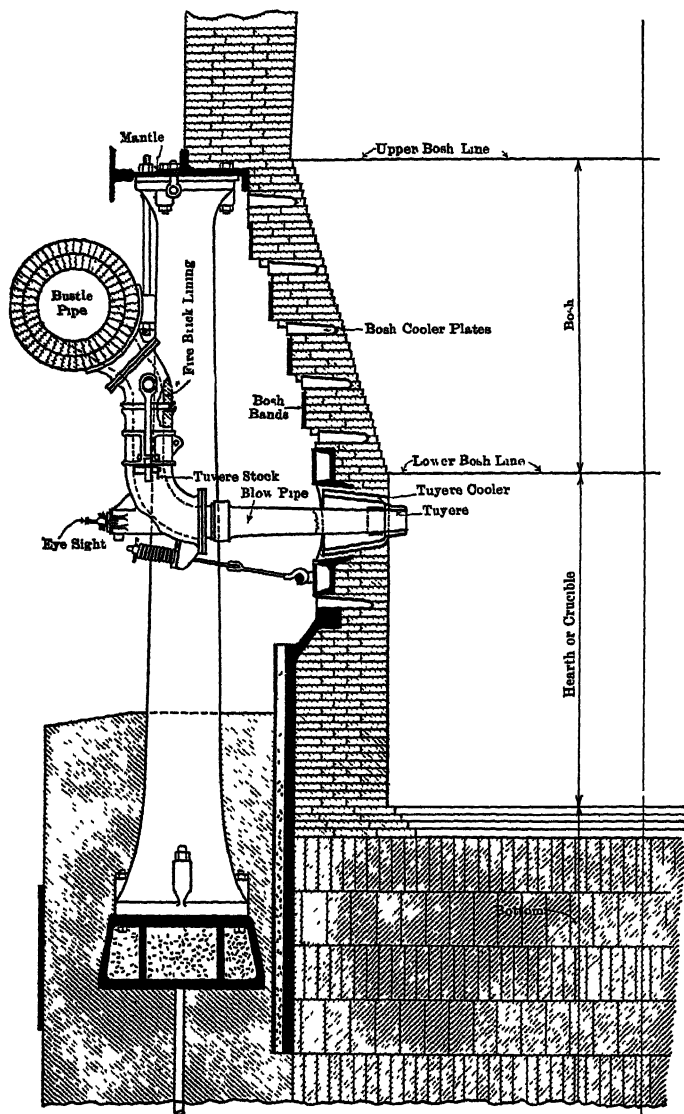 Mantle
Upper Bosh Line
Bustle
Pipe
Fire Brick Lining
Bosh
Bosh Cooler Plates
Bosh
Bands
Lower Bosh Line
Tuyere Stock
Blow Pipe
Tuyere Cooler
Tuyere
Eye Sight
Hearth or Crucible
Bottom